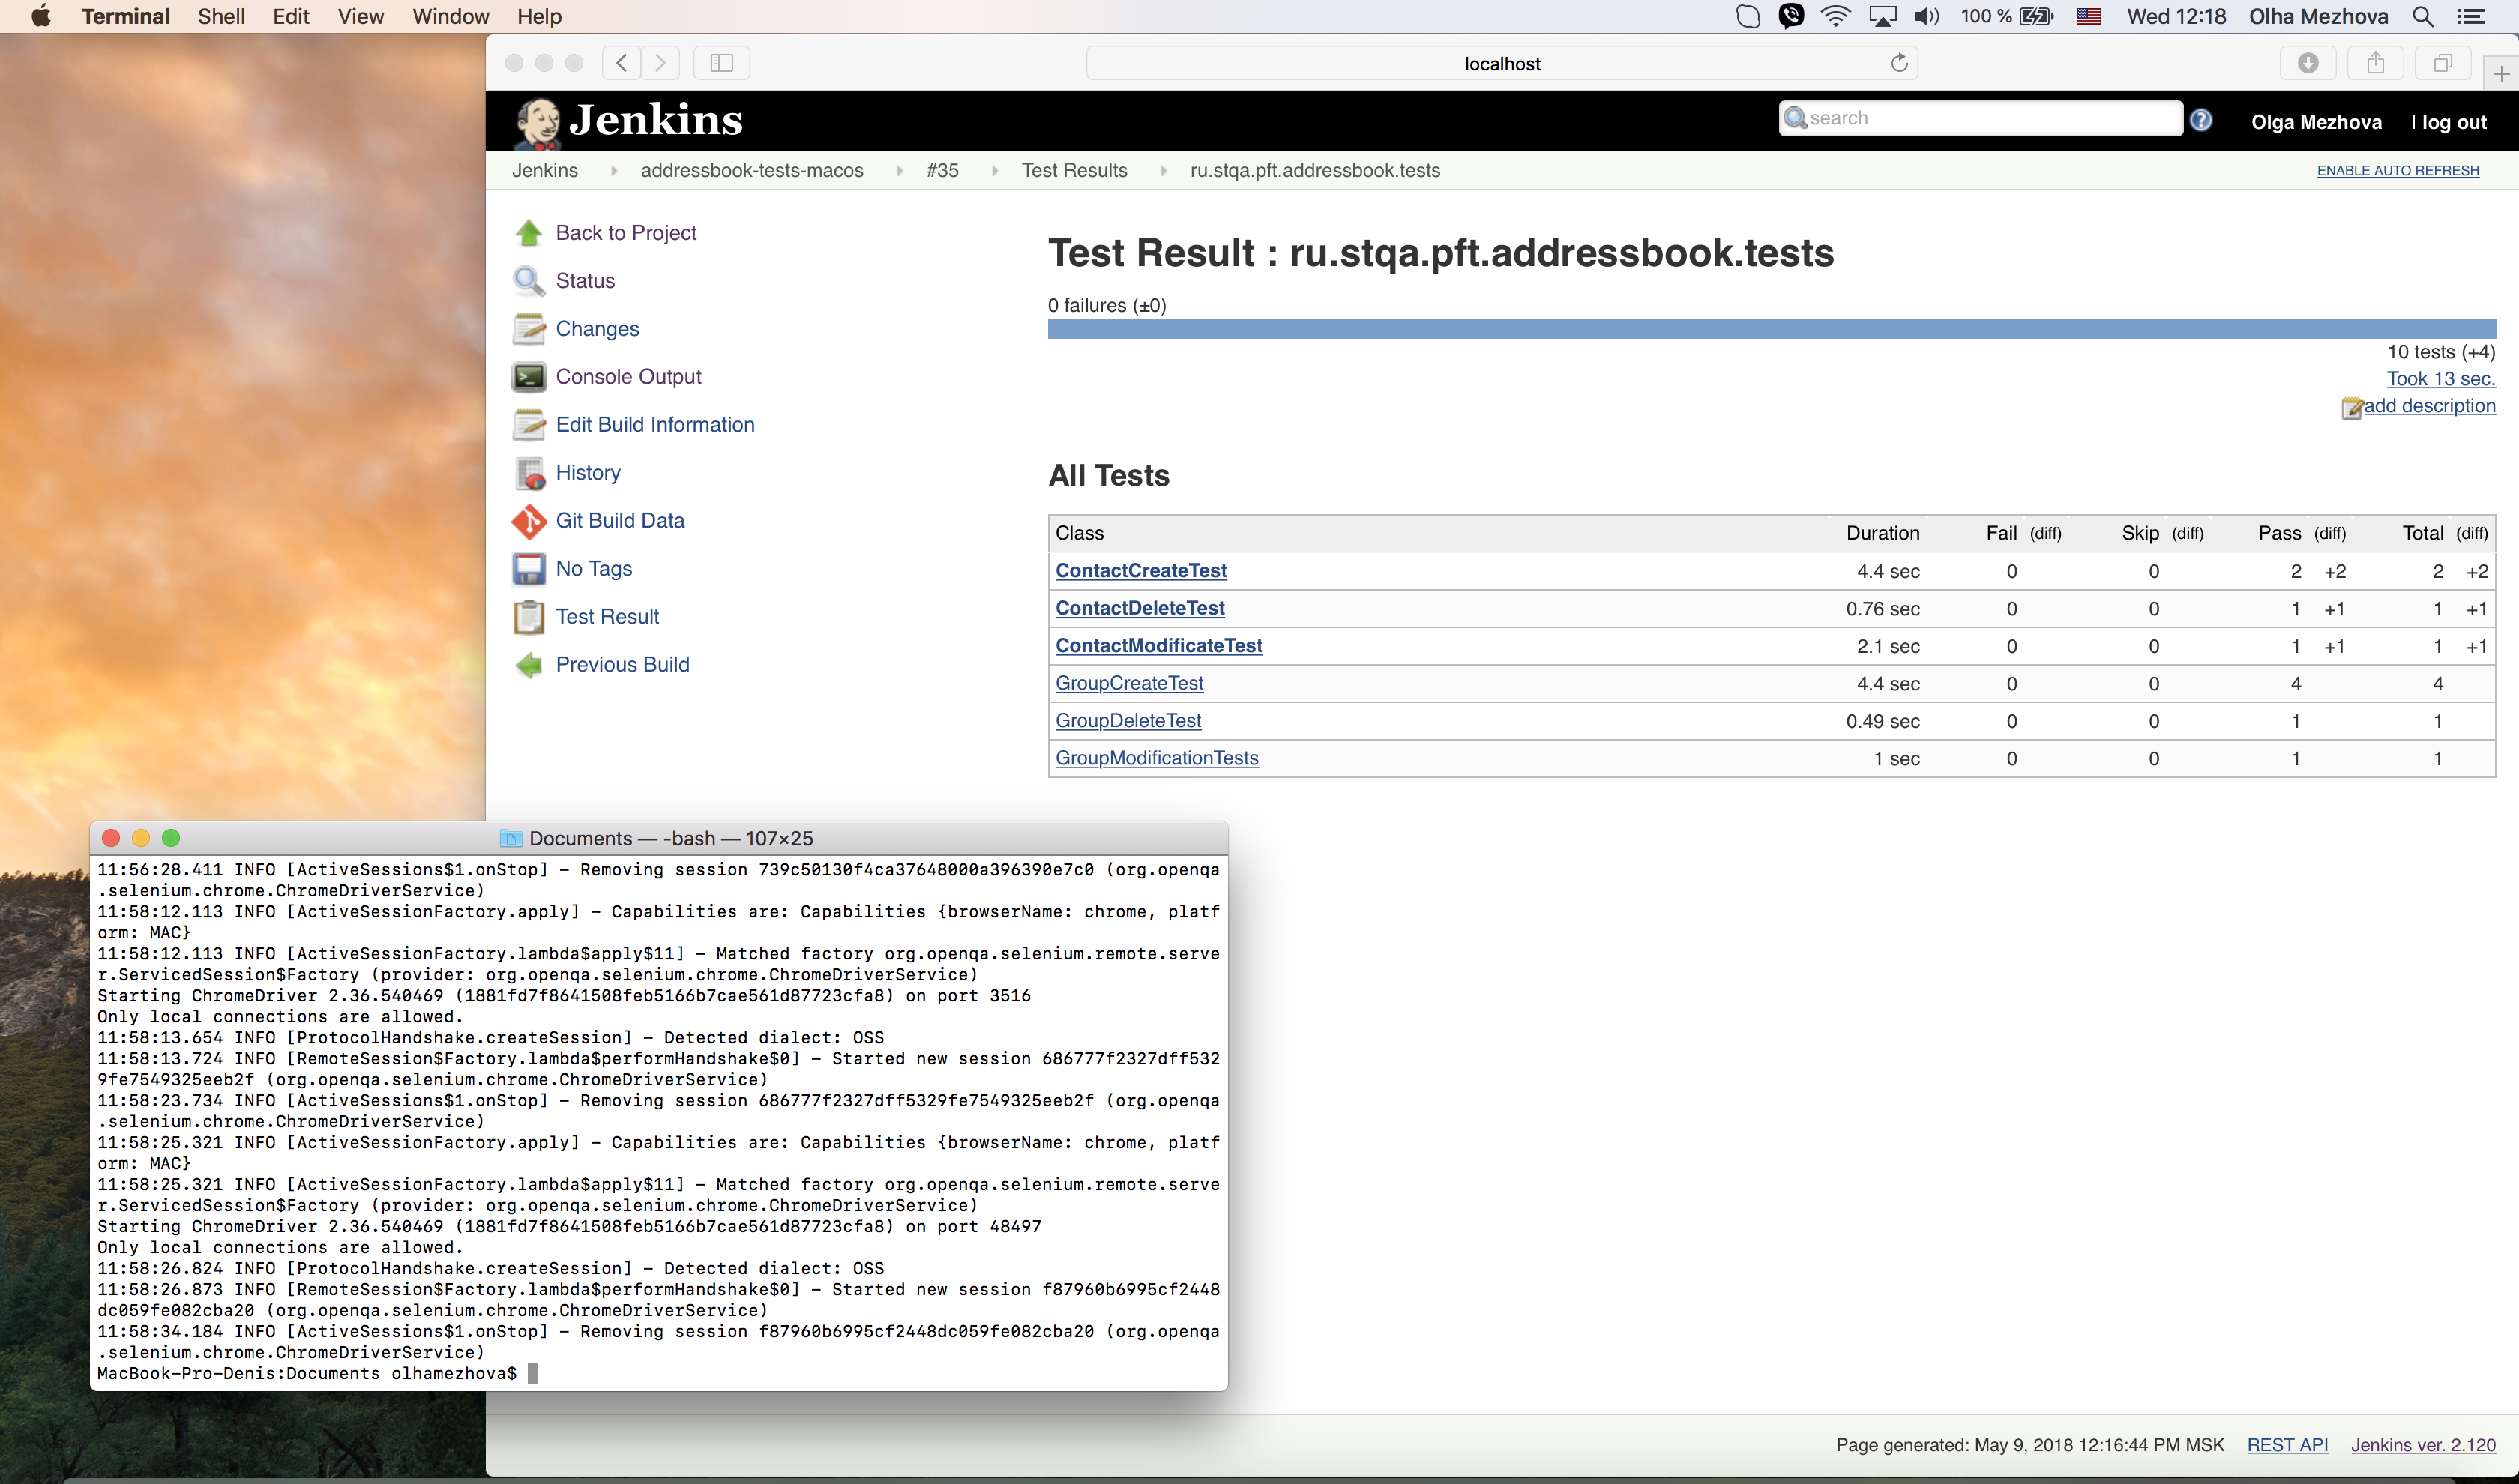 Terminal Shell Edit View Window Help 100 % Wed 12:18 Olha Mezhova
localhost
Jenkins search Olga Mezhova | log out
Jenkins addressbook-tests-macos #35 Test Results ru.stqa.pft.addressbook.tests ENABLE AUTO REFRESH
Back to Project
Status
Changes
Console Output
Edit Build Information
History
Git Build Data
No Tags
Test Result
Previous Build
Test Result : ru.stqa.pft.addressbook.tests
0 failures (±0)
10 tests (+4)
Took 13 sec.
add description
All Tests
Class Duration Fail (diff) Skip (diff) Pass (diff) Total (diff)
ContactCreateTest 4.4 sec 0 0 2 +2 2 +2
ContactDeleteTest 0.76 sec 0 0 1 +1 1 +1
ContactModificateTest 2.1 sec 0 0 1 +1 1 +1
GroupCreateTest 4.4 sec 0 0 4 4
GroupDeleteTest 0.49 sec 0 0 1 1
GroupModificationTests 1 sec 0 0 1 1
Documents — -bash — 107×25
11:56:28.411 INFO [ActiveSessions$1.onStop] - Removing session 739c50130f4ca37648000a396390e7c0 (org.openqa
.selenium.chrome.ChromeDriverService)
11:58:12.113 INFO [ActiveSessionFactory.apply] - Capabilities are: Capabilities {browserName: chrome, platf
orm: MAC}
11:58:12.113 INFO [ActiveSessionFactory.lambda$apply$11] - Matched factory org.openqa.selenium.remote.serve
r.ServicedSession$Factory (provider: org.openqa.selenium.chrome.ChromeDriverService)
Starting ChromeDriver 2.36.540469 (1881fd7f8641508feb5166b7cae561d87723cfa8) on port 3516
Only local connections are allowed.
11:58:13.654 INFO [ProtocolHandshake.createSession] - Detected dialect: OSS
11:58:13.724 INFO [RemoteSession$Factory.lambda$performHandshake$0] - Started new session 686777f2327dff532
9fe7549325eeb2f (org.openqa.selenium.chrome.ChromeDriverService)
11:58:23.734 INFO [ActiveSessions$1.onStop] - Removing session 686777f2327dff5329fe7549325eeb2f (org.openqa
.selenium.chrome.ChromeDriverService)
11:58:25.321 INFO [ActiveSessionFactory.apply] - Capabilities are: Capabilities {browserName: chrome, platf
orm: MAC}
11:58:25.321 INFO [ActiveSessionFactory.lambda$apply$11] - Matched factory org.openqa.selenium.remote.serve
r.ServicedSession$Factory (provider: org.openqa.selenium.chrome.ChromeDriverService)
Starting ChromeDriver 2.36.540469 (1881fd7f8641508feb5166b7cae561d87723cfa8) on port 48497
Only local connections are allowed.
11:58:26.824 INFO [ProtocolHandshake.createSession] - Detected dialect: OSS
11:58:26.873 INFO [RemoteSession$Factory.lambda$performHandshake$0] - Started new session f87960b6995cf2448
dc059fe082cba20 (org.openqa.selenium.chrome.ChromeDriverService)
11:58:34.184 INFO [ActiveSessions$1.onStop] - Removing session f87960b6995cf2448dc059fe082cba20 (org.openqa
.selenium.chrome.ChromeDriverService)
MacBook-Pro-Denis:Documents olhamezhova$
Page generated: May 9, 2018 12:16:44 PM MSK REST API Jenkins ver. 2.120